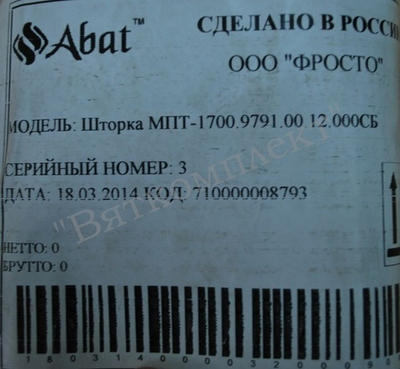 Abat™
СДЕЛАНО В РОССИ
ООО "ФРОСТО"
МОДЕЛЬ: Шторка МПТ-1700.9791.00.12.000СБ
СЕРИЙНЫЙ НОМЕР: 3
ДАТА: 18.03.2014 КОД: 710000008793
"Вяткомплект"
НЕТТО: 0
БРУТТО: 0